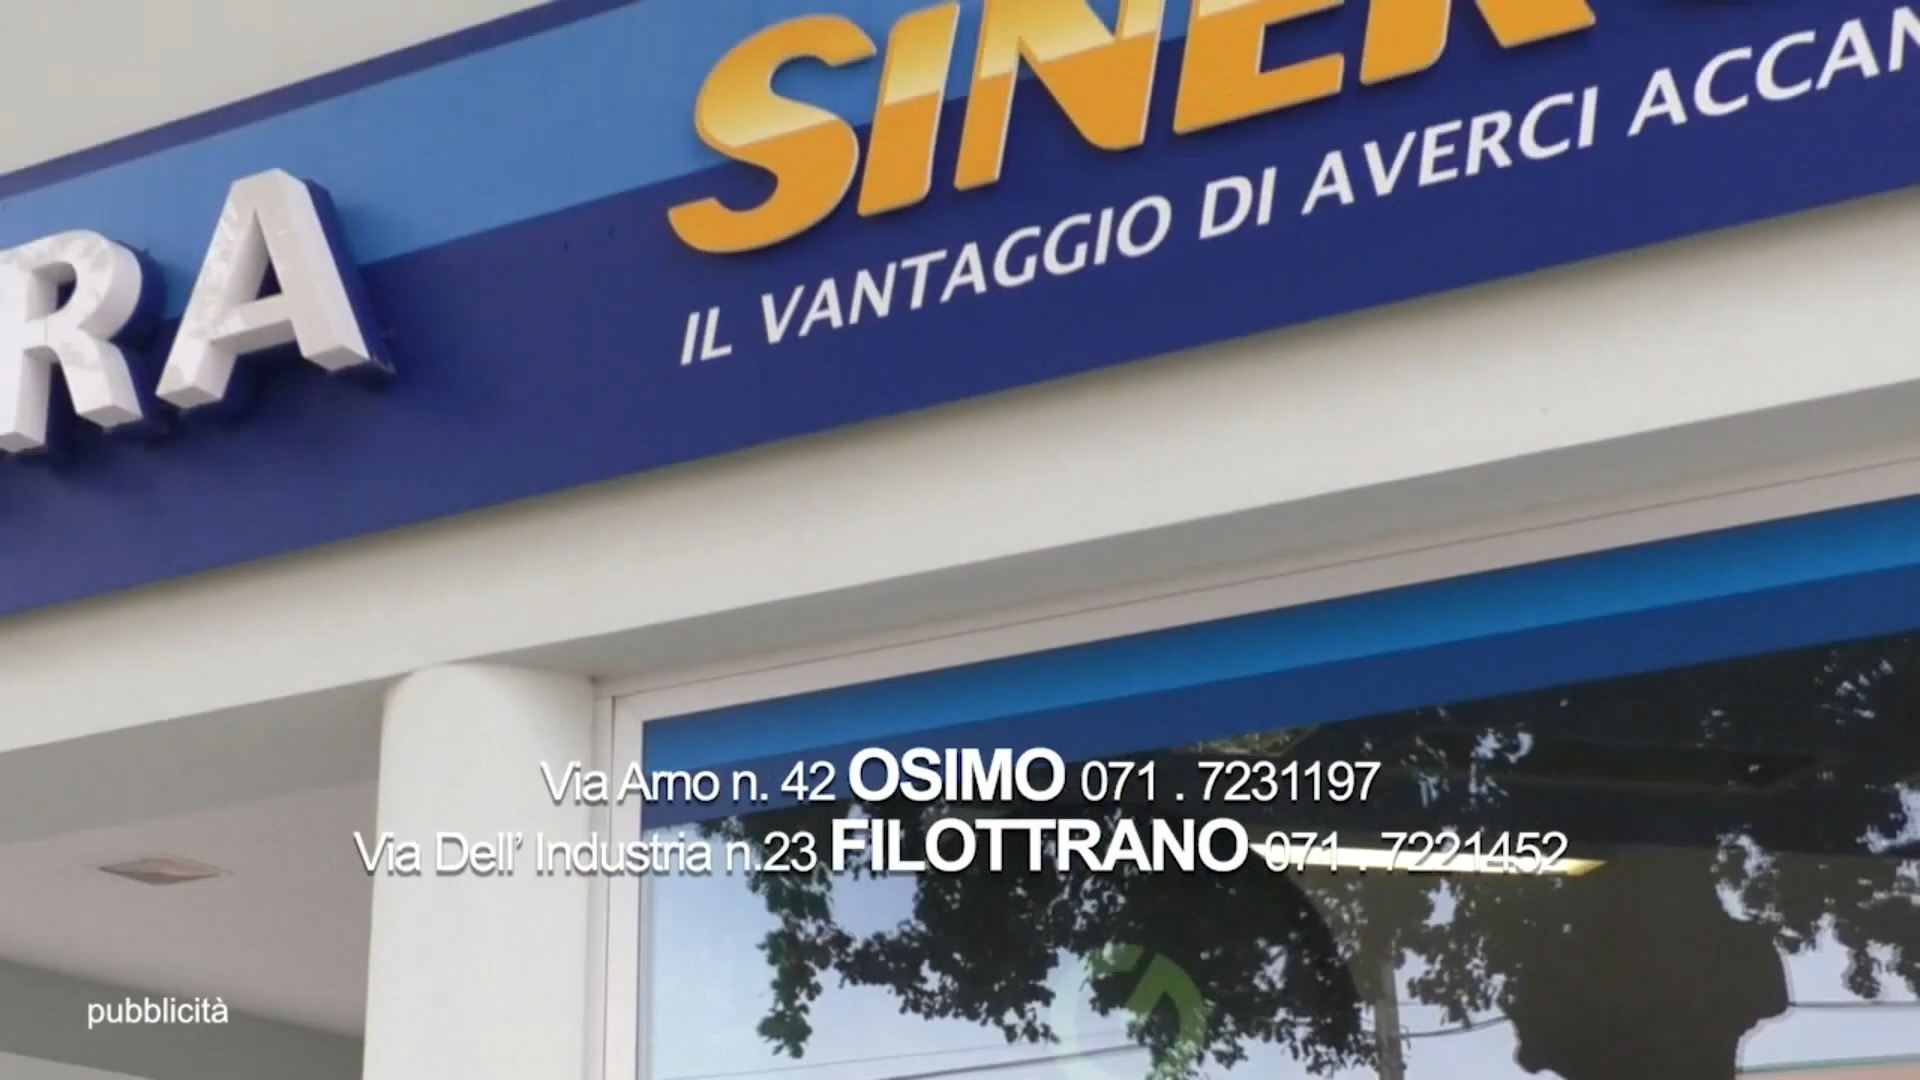 RA
SINER
IL VANTAGGIO DI AVERCI ACCAN
Via Arno n. 42 OSIMO 071 . 7231197
Via Dell' Industria n.23 FILOTTRANO 071 . 7221452
pubblicità